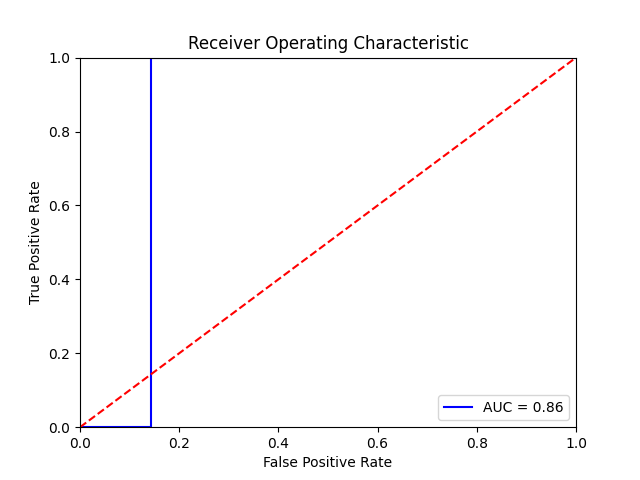 Receiver Operating Characteristic
True Positive Rate
1.0
0.8
0.6
0.4
0.2
0.0
AUC = 0.86
0.0 0.2 0.4 0.6 0.8 1.0
False Positive Rate